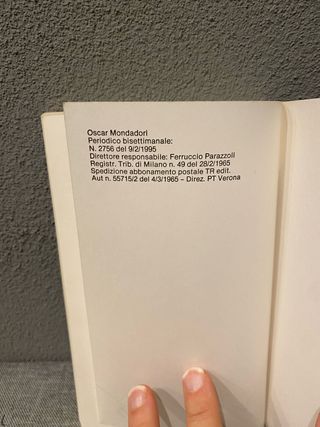 Oscar Mondadori
Periodico bisettimanale:
N. 2756 del 9/2/1995
Direttore responsabile: Ferruccio Parazzoli
Registr. Trib. di Milano n. 49 del 28/2/1965
Spedizione abbonamento postale TR edit.
Aut n. 55715/2 del 4/3/1965 – Direz. PT Verona